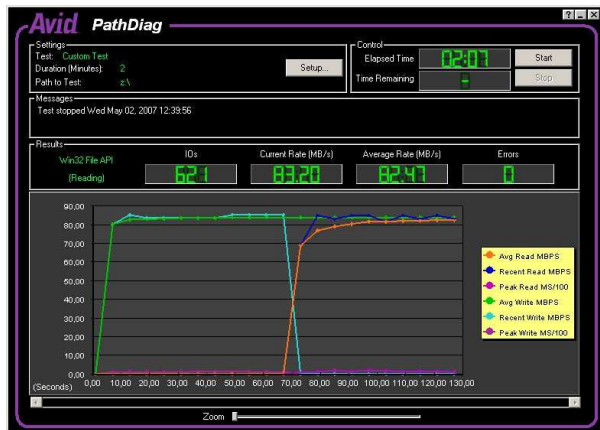 Avid PathDiag
Settings
Test: Custom Test
Duration (Minutes): 2
Path to Test: z:\
Setup...
Control
Elapsed Time 02:07 Start
Time Remaining - Stop
Messages
Test stopped Wed May 02, 2007 12:39:56
Results
Win32 File API
(Reading)
IOs Current Rate (MB/s) Average Rate (MB/s) Errors
621 83.20 82.47 0
90,00
80,00
70,00
60,00
50,00
40,00
30,00
20,00
10,00
0,00
(Seconds) 0,00 10,00 20,00 30,00 40,00 50,00 60,00 70,00 80,00 90,00 100,00 110,00 120,00 130,00
Avg Read MBPS
Recent Read MBPS
Peak Read MS/100
Avg Write MBPS
Recent Write MBPS
Peak Write MS/100
Zoom